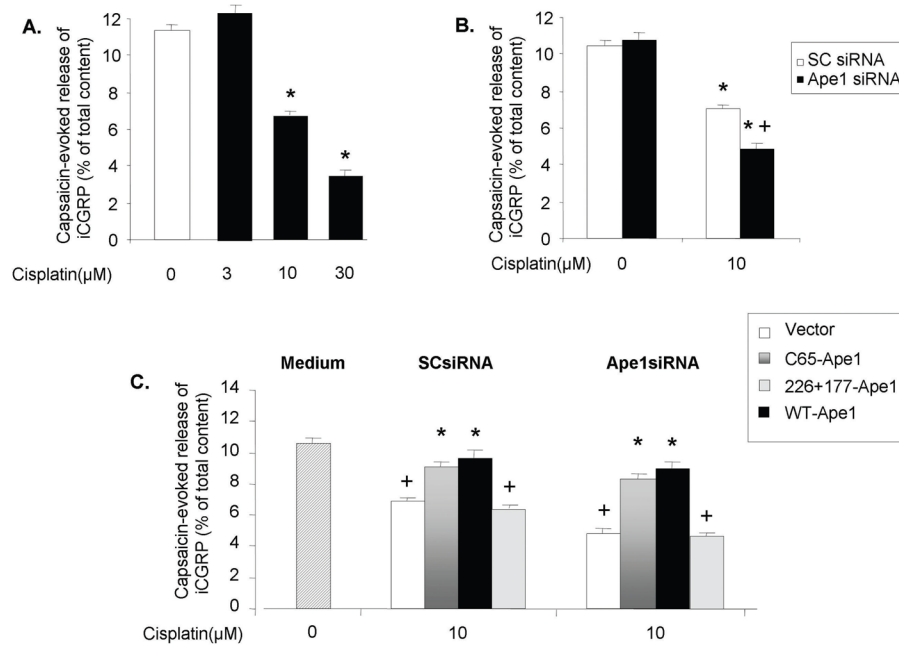 A.
Capsaicin-evoked release of
iCGRP (% of total content)
12
10
8
6
4
2
0
*
*
Cisplatin(µM) 0 3 10 30
B.
Capsaicin-evoked release of
iCGRP (% of total content)
12
10
8
6
4
2
0
*
* +
Cisplatin(µM) 0 10
SC siRNA
Ape1 siRNA
Vector
C65-Ape1
226+177-Ape1
WT-Ape1
C.
Medium SCsiRNA Ape1siRNA
Capsaicin-evoked release of
iCGRP (% of total content)
14
12
10
8
6
4
2
0
+ * * + + * * +
Cisplatin(µM) 0 10 10